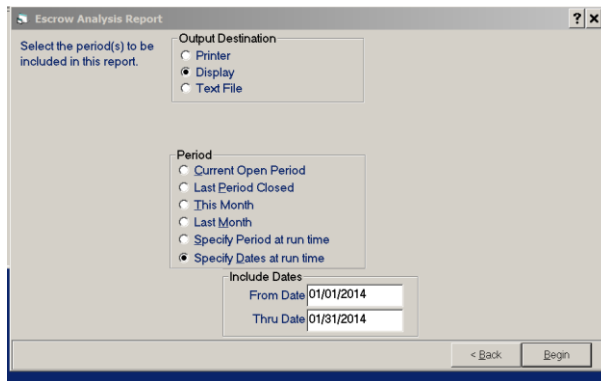 Escrow Analysis Report
? ×
Select the period(s) to be
included in this report.
Output Destination
Printer
Display
Text File
Period
Current Open Period
Last Period Closed
This Month
Last Month
Specify Period at run time
Specify Dates at run time
Include Dates
From Date 01/01/2014
Thru Date 01/31/2014
< Back
Begin